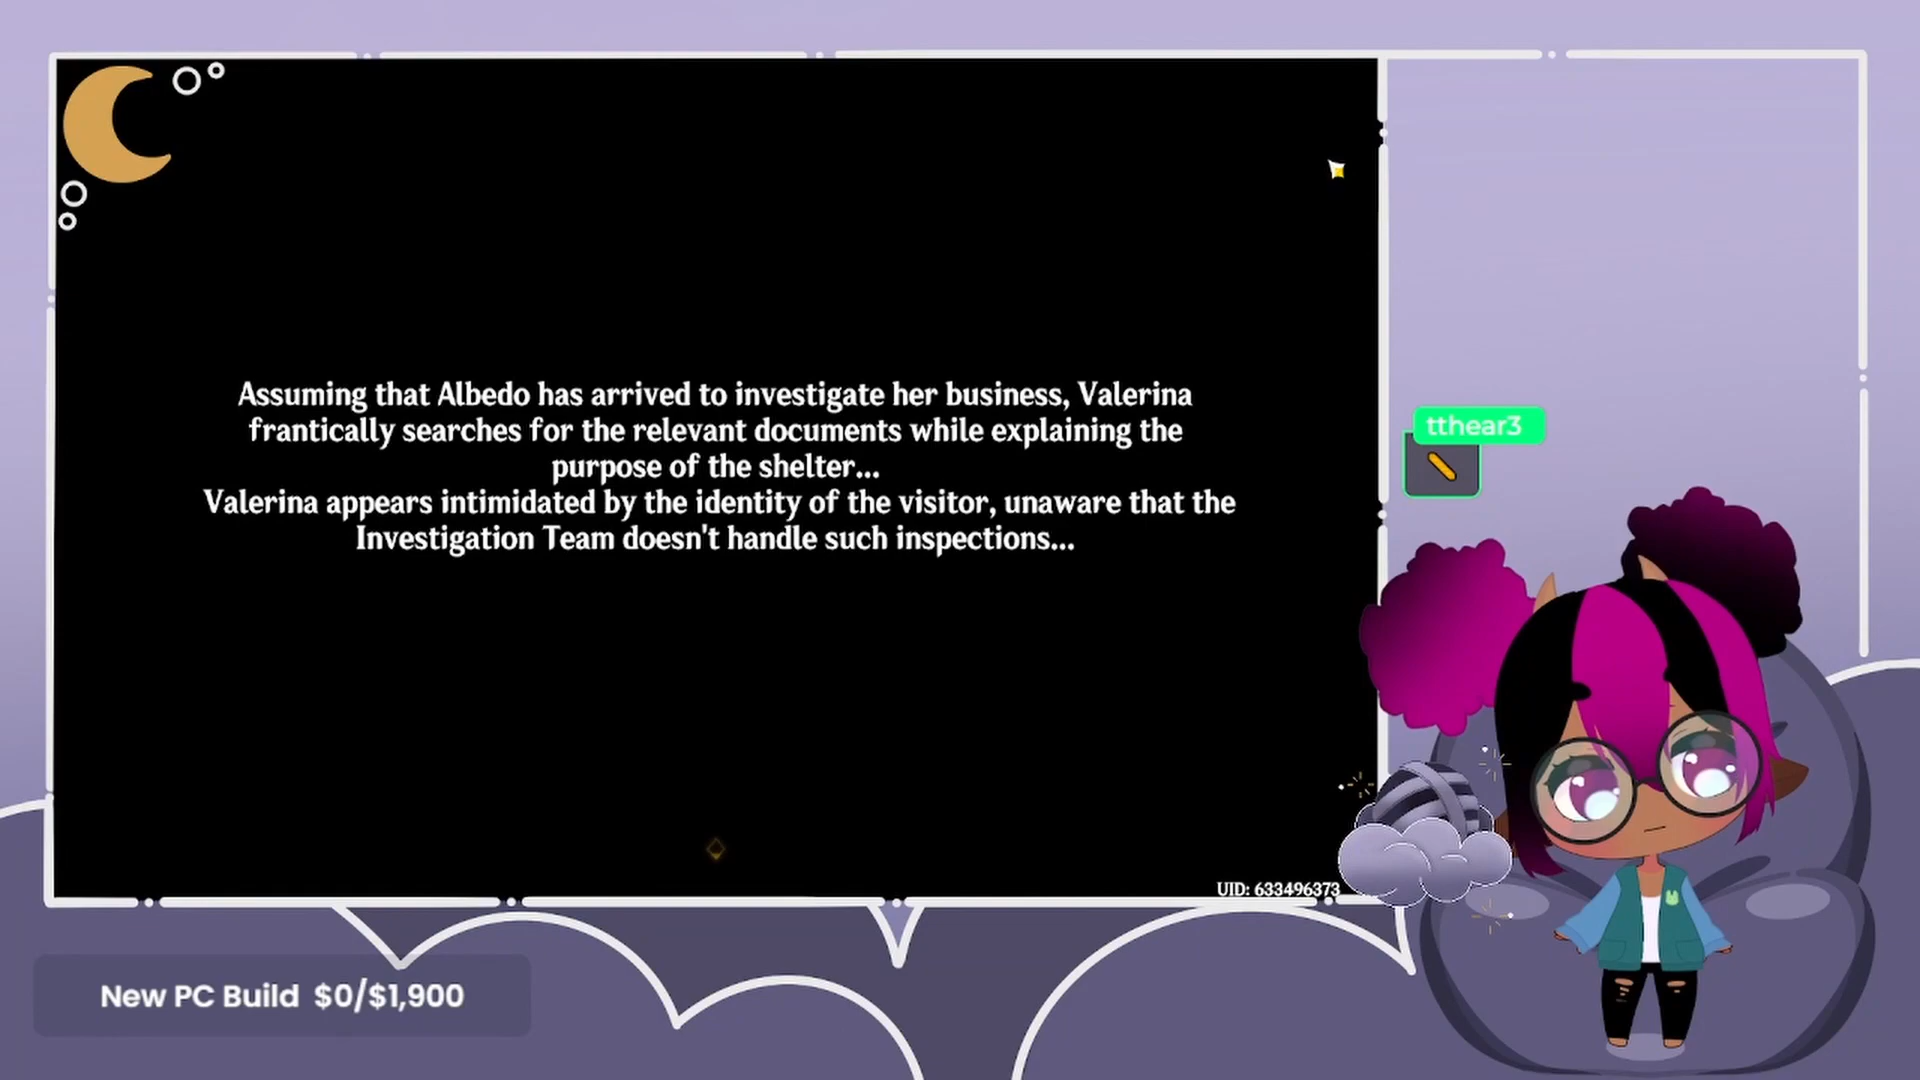 Assuming that Albedo has arrived to investigate her business, Valerina
frantically searches for the relevant documents while explaining the
purpose of the shelter...
Valerina appears intimidated by the identity of the visitor, unaware that the
Investigation Team doesn't handle such inspections...
tthear3
UID: 633496373
New PC Build $0/$1,900